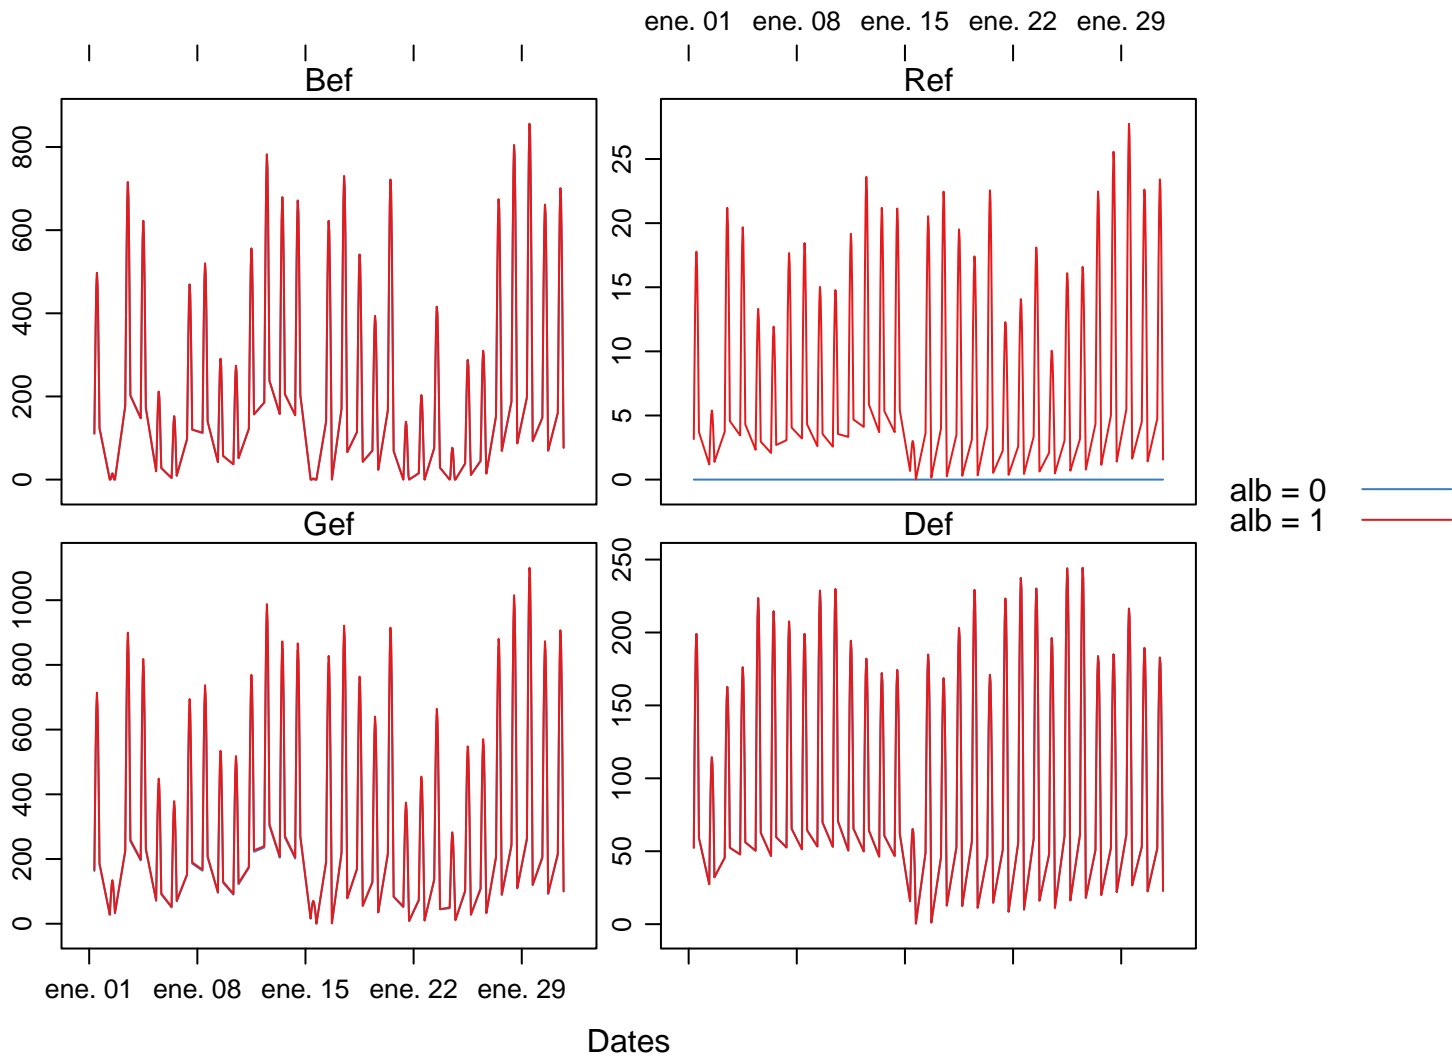 ene. 01 ene. 08 ene. 15 ene. 22 ene. 29
Bef
Ref
0 200 400 600 800
0 5 10 15 20 25
alb = 0
alb = 1
Gef
Def
0 200 400 600 800 1000
0 50 100 150 200 250
ene. 01 ene. 08 ene. 15 ene. 22 ene. 29
Dates